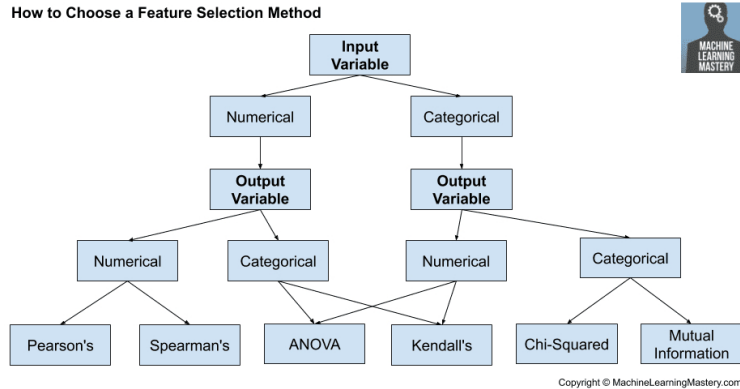 How to Choose a Feature Selection Method
MACHINE
LEARNING
MASTERY
Input
Variable
Numerical
Categorical
Output
Variable
Output
Variable
Numerical
Categorical
Numerical
Categorical
Pearson's
Spearman's
ANOVA
Kendall's
Chi-Squared
Mutual
Information
Copyright © MachineLearningMastery.com